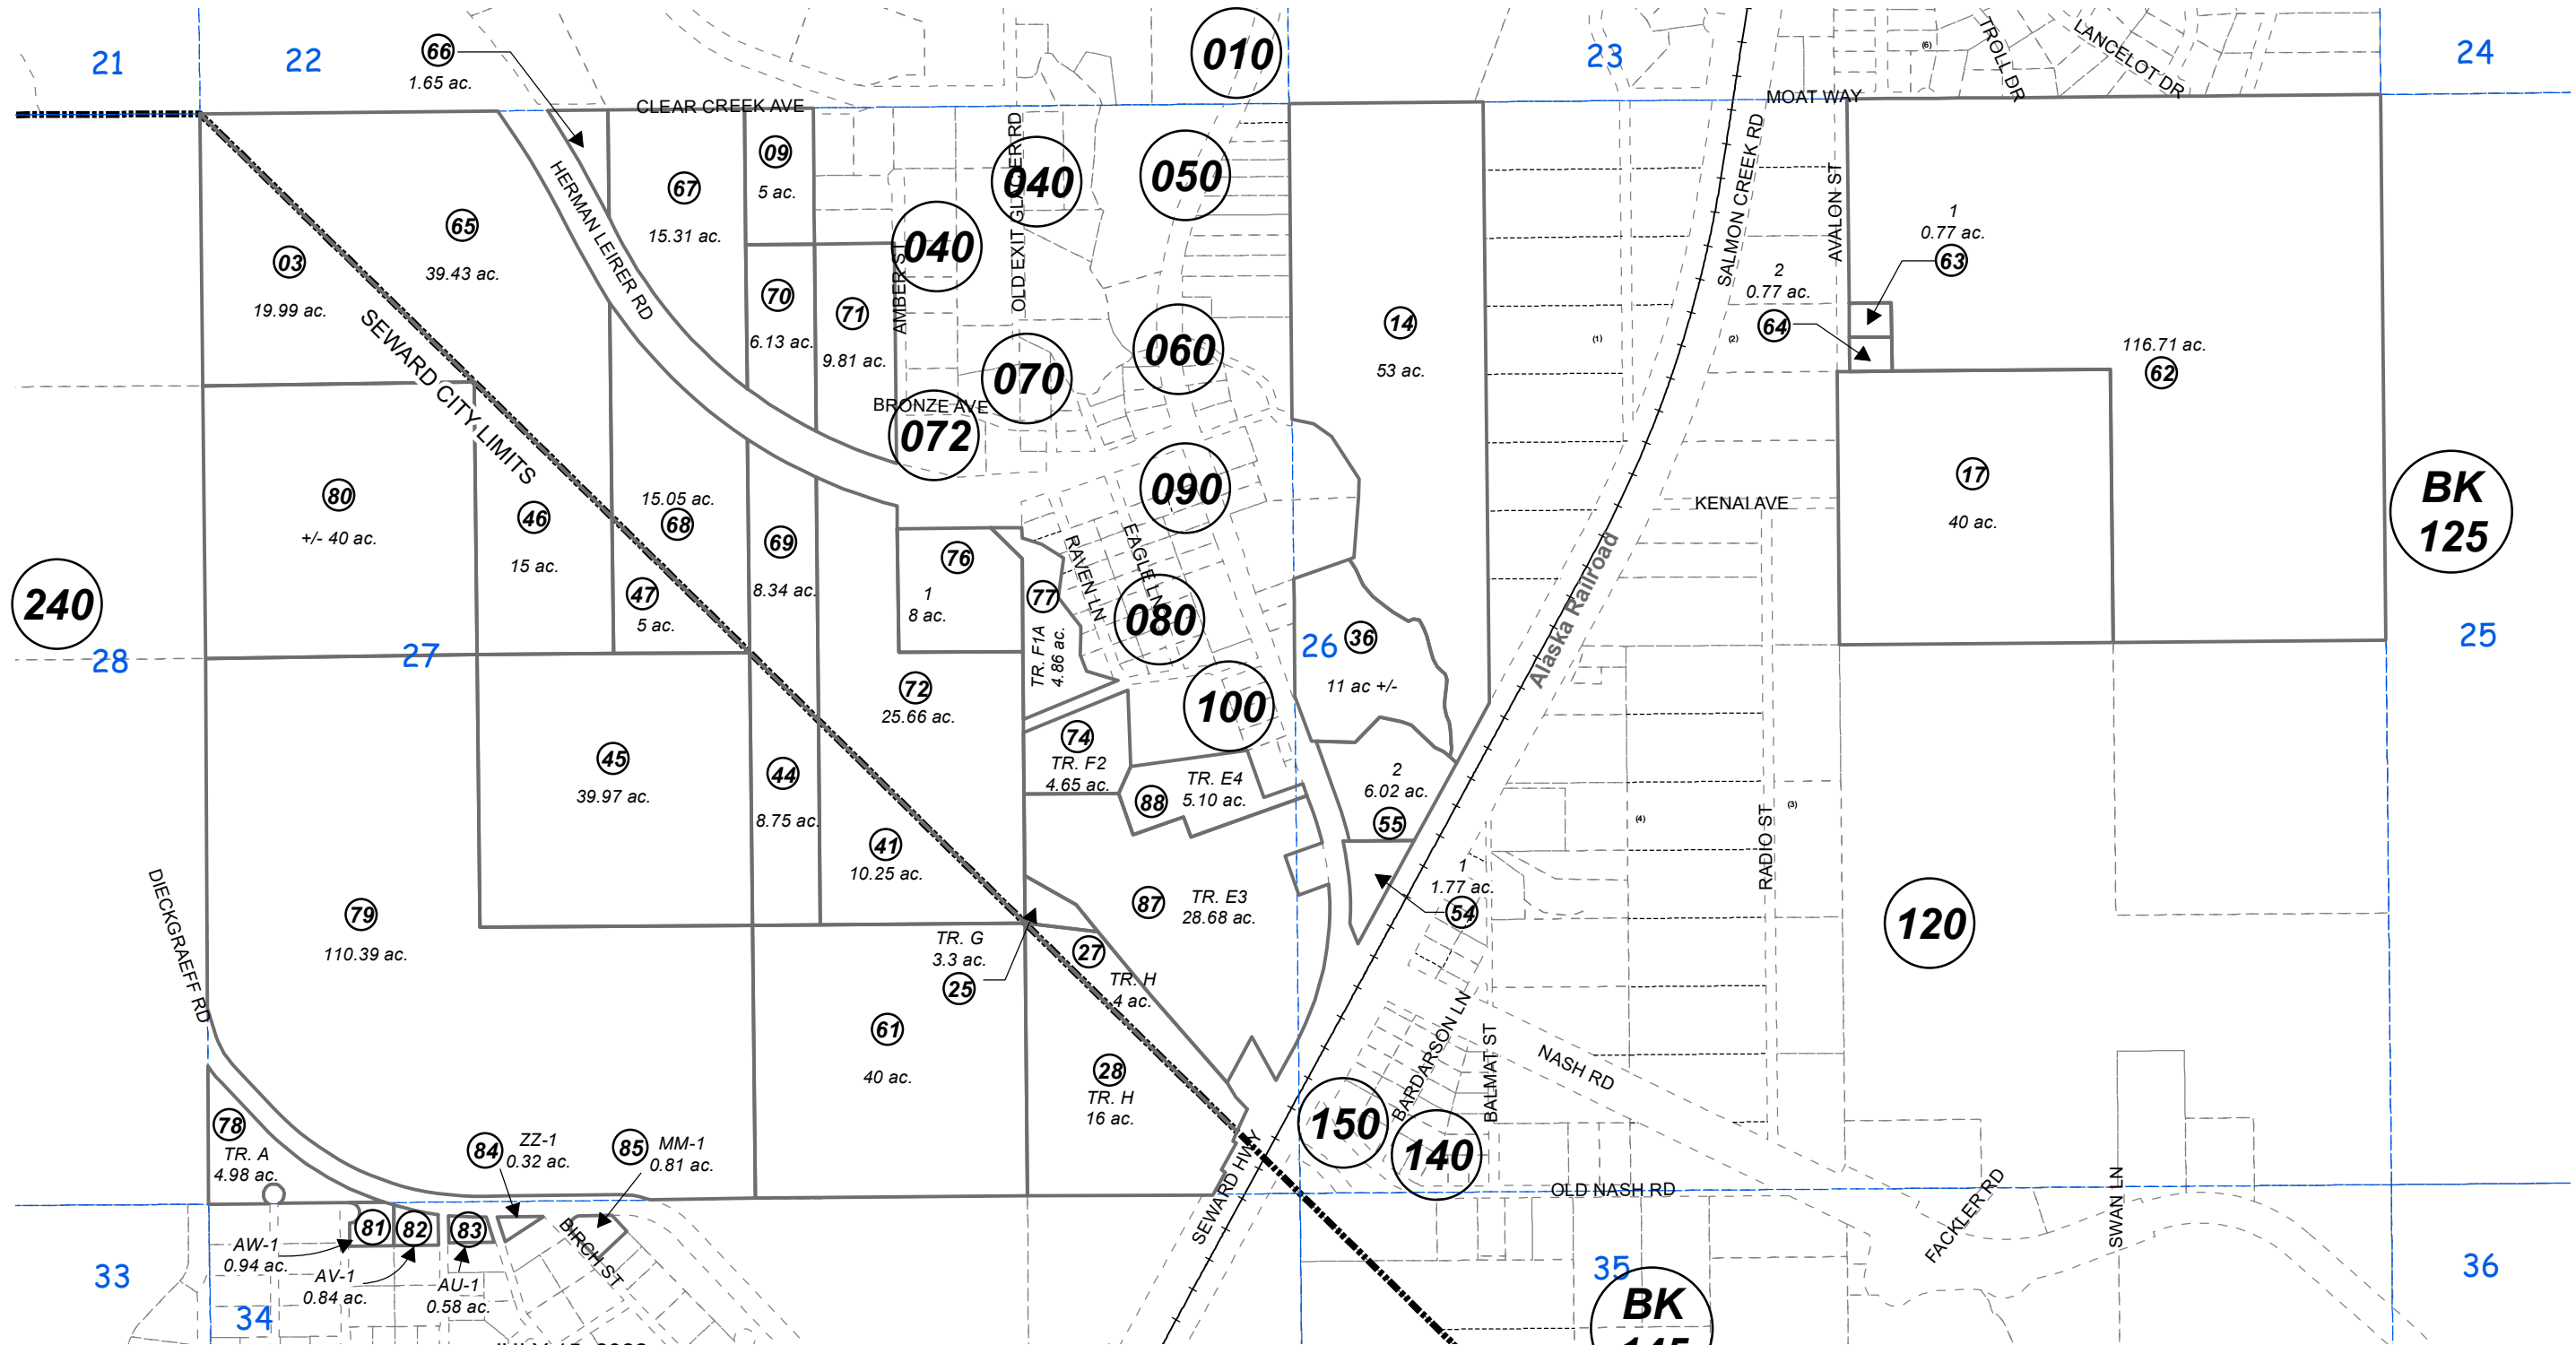 21
22
23
24
66
1.65 ac.
010
CLEAR CREEK AVE
MOAT WAY
TROLL DR
LANCELOT DR
(6)
HERMAN LEIRER RD
67
15.31 ac.
09
5 ac.
040
OLD EXIT GLACIER RD
050
040
AMBER ST
SALMON CREEK RD
AVALON ST
1
0.77 ac.
63
2
0.77 ac.
64
65
39.43 ac.
03
19.99 ac.
SEWARD CITY LIMITS
70
6.13 ac.
71
9.81 ac.
14
53 ac.
060
070
(1)
(2)
116.71 ac.
62
BRONZE AVE
072
80
+/- 40 ac.
46
15 ac.
15.05 ac.
68
090
KENAI AVE
17
40 ac.
BK
125
69
8.34 ac.
76
1
8 ac.
77
TR. F1A
4.86 ac.
RAVEN LN
EAGLE LN
080
Alaska Railroad
240
47
5 ac.
28
27
26
36
11 ac +/-
25
72
25.66 ac.
100
74
TR. F2
4.65 ac.
88
TR. E4
5.10 ac.
45
39.97 ac.
44
8.75 ac.
2
6.02 ac.
55
(4)
(3)
RADIO ST
41
10.25 ac.
1
1.77 ac.
54
87
TR. E3
28.68 ac.
120
79
110.39 ac.
DIECKGRAEFF RD
TR. G
3.3 ac.
25
27
TR. H
4 ac.
61
40 ac.
28
TR. H
16 ac.
BARDARSON LN
BALMAT ST
NASH RD
150
140
78
TR. A
4.98 ac.
84
ZZ-1
0.32 ac.
85
MM-1
0.81 ac.
SEWARD HWY
OLD NASH RD
FACKLER RD
SWAN LN
81
82
83
BIRCH ST
AW-1
0.94 ac.
AV-1
0.84 ac.
AU-1
0.58 ac.
33
34
35
36
BK